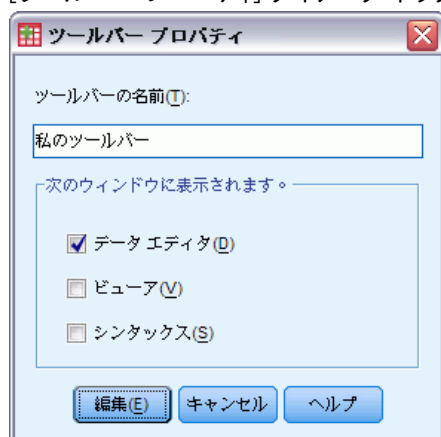 ツールバー プロパティ
ツールバーの名前(T):
私のツールバー
次のウィンドウに表示されます。
データ エディタ(D)
ビューア(V)
シンタックス(S)
編集(E) キャンセル ヘルプ